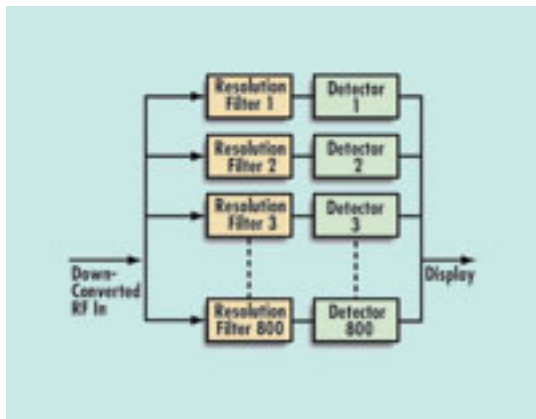 Resolution
Filter 1
Detector
1
Resolution
Filter 2
Detector
2
Resolution
Filter 3
Detector
3
Down-
Converted
RF In
Display
Resolution
Filter 800
Detector
800